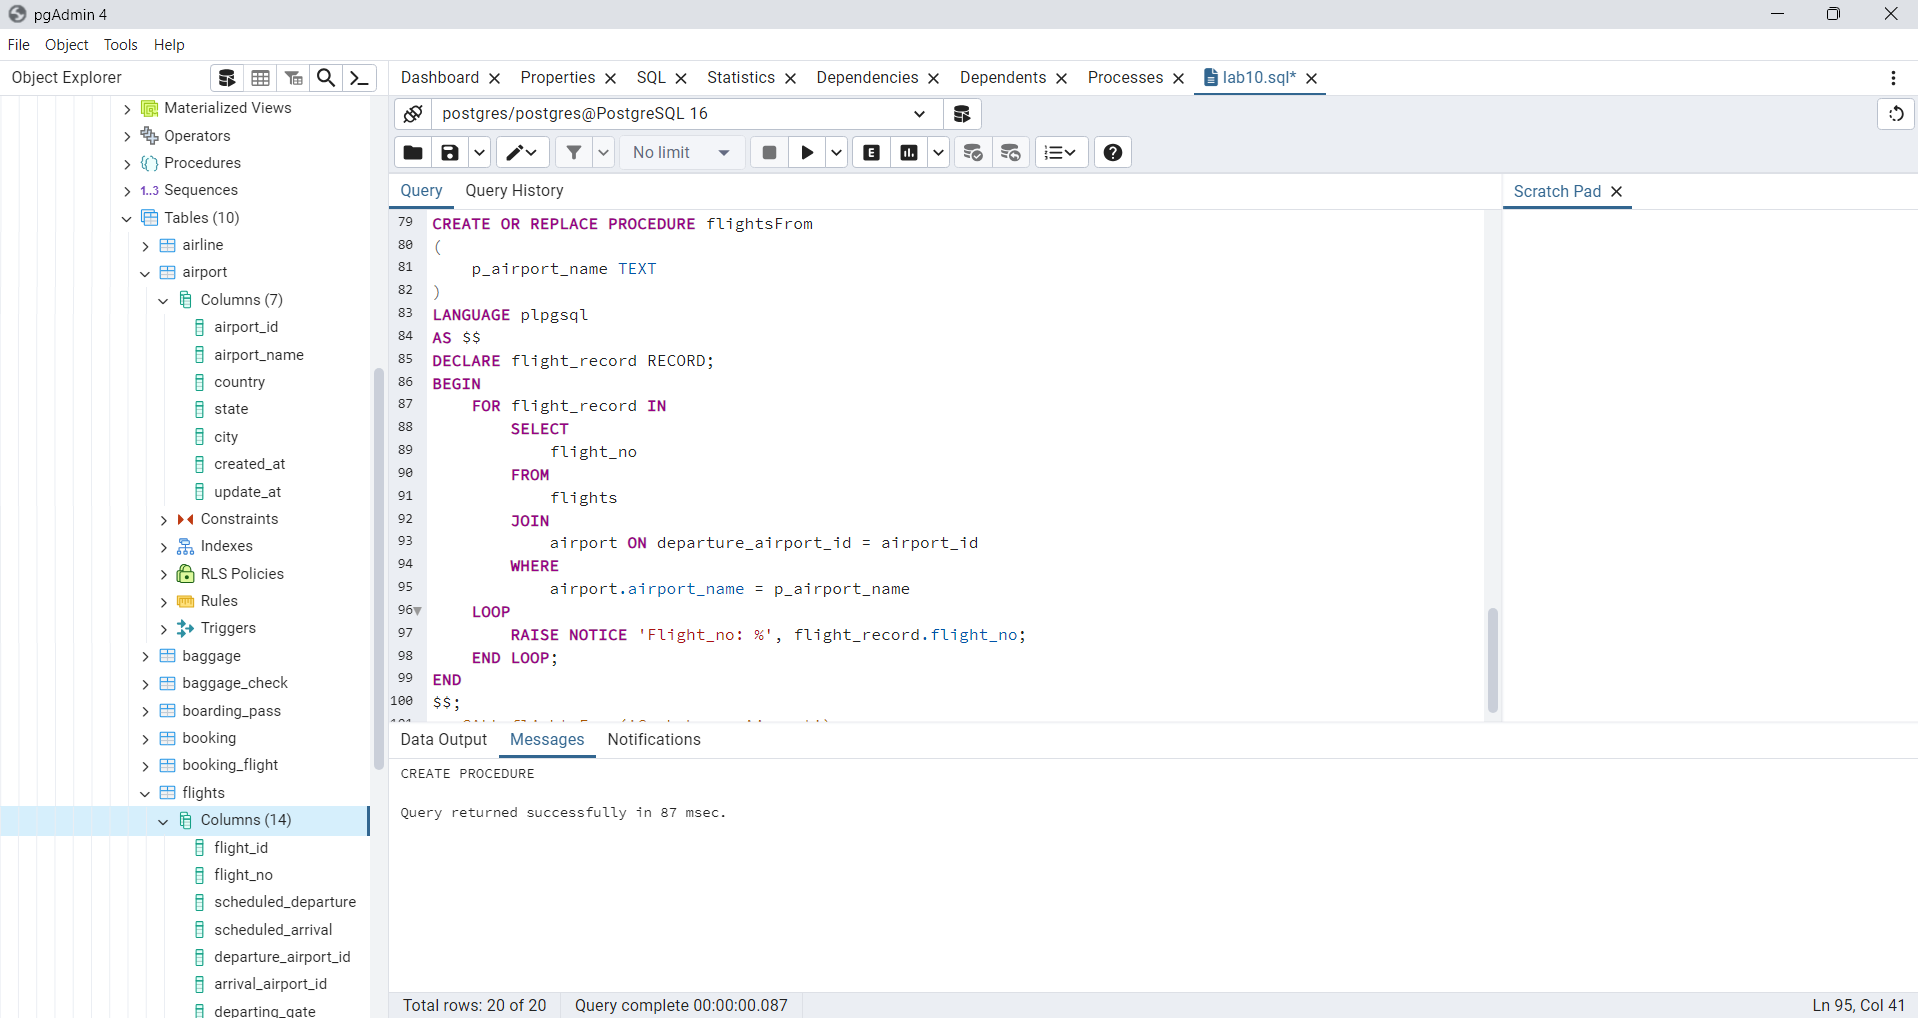 pgAdmin 4
File Object Tools Help
Object Explorer
Dashboard Properties SQL Statistics Dependencies Dependents Processes lab10.sql*
postgres/postgres@PostgreSQL 16
No limit
E
Query Query History
Scratch Pad
Materialized Views
Operators
Procedures
1..3 Sequences
Tables (10)
airline
airport
Columns (7)
airport_id
airport_name
country
state
city
created_at
update_at
Constraints
Indexes
RLS Policies
Rules
Triggers
baggage
baggage_check
boarding_pass
booking
booking_flight
flights
Columns (14)
flight_id
flight_no
scheduled_departure
scheduled_arrival
departure_airport_id
arrival_airport_id
departing_gate
79 CREATE OR REPLACE PROCEDURE flightsFrom
80 (
81 p_airport_name TEXT
82 )
83 LANGUAGE plpgsql
84 AS $$
85 DECLARE flight_record RECORD;
86 BEGIN
87 FOR flight_record IN
88 SELECT
89 flight_no
90 FROM
91 flights
92 JOIN
93 airport ON departure_airport_id = airport_id
94 WHERE
95 airport.airport_name = p_airport_name
96 LOOP
97 RAISE NOTICE 'Flight_no: %', flight_record.flight_no;
98 END LOOP;
99 END
100 $$;
Data Output Messages Notifications
CREATE PROCEDURE
Query returned successfully in 87 msec.
Total rows: 20 of 20 Query complete 00:00:00.087 Ln 95, Col 41